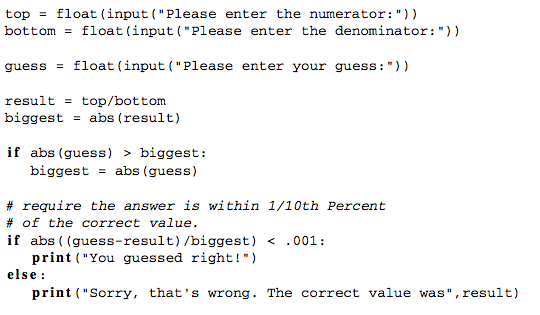 top = float(input("Please enter the numerator:"))
bottom = float(input("Please enter the denominator:"))
guess = float(input("Please enter your guess:"))
result = top/bottom
biggest = abs(result)
if abs(guess) > biggest:
    biggest = abs(guess)
# require the answer is within 1/10th Percent
# of the correct value.
if abs((guess-result)/biggest) < .001:
    print("You guessed right!")
else:
    print("Sorry, that's wrong. The correct value was",result)